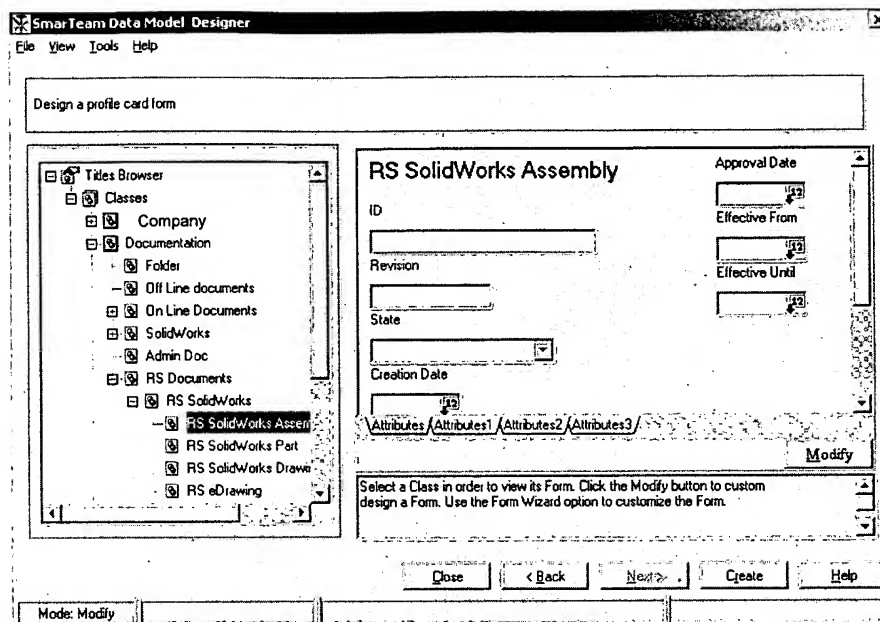 SmarTeam Data Model Designer
File View Tools Help
Design a profile card form
Titles Browser
Classes
Company
Documentation
Folder
Off Line documents
On Line Documents
SolidWorks
Admin Doc
RS Documents
RS SolidWorks
RS SolidWorks Assem
RS SolidWorks Part
RS SolidWorks Drawi
RS eDrawing
RS SolidWorks Assembly
ID
Revision
State
Creation Date
12
Approval Date
12
Effective From
12
Effective Until
12
Attributes Attributes1 Attributes2 Attributes3
Modify
Select a Class in order to view its Form. Click the Modify button to custom
design a Form. Use the Form Wizard option to customize the Form.
Close < Back Next > Create Help
Mode: Modify